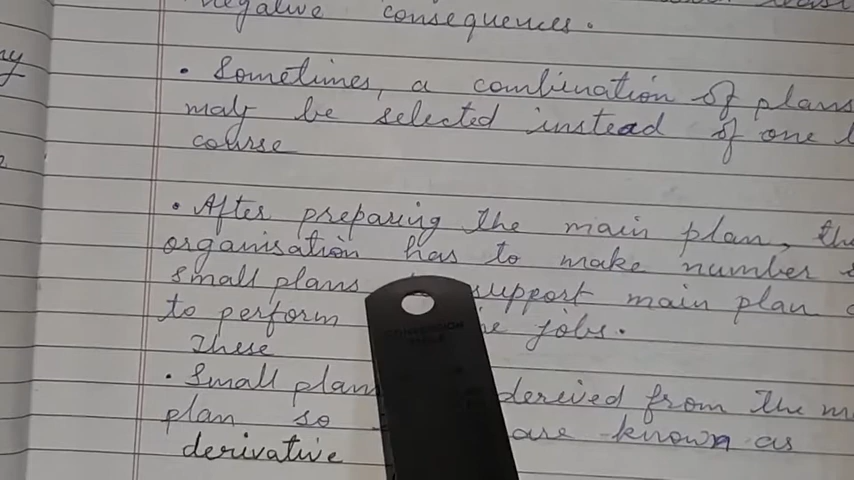 negative consequences.
• Sometimes, a combination of plans
may be selected instead of one
course
• After preparing the main plan, the
organisation has to make number
small plans support main plan
to perform jobs.
These
• Small plan dereived from the
plan so are known as
derivative